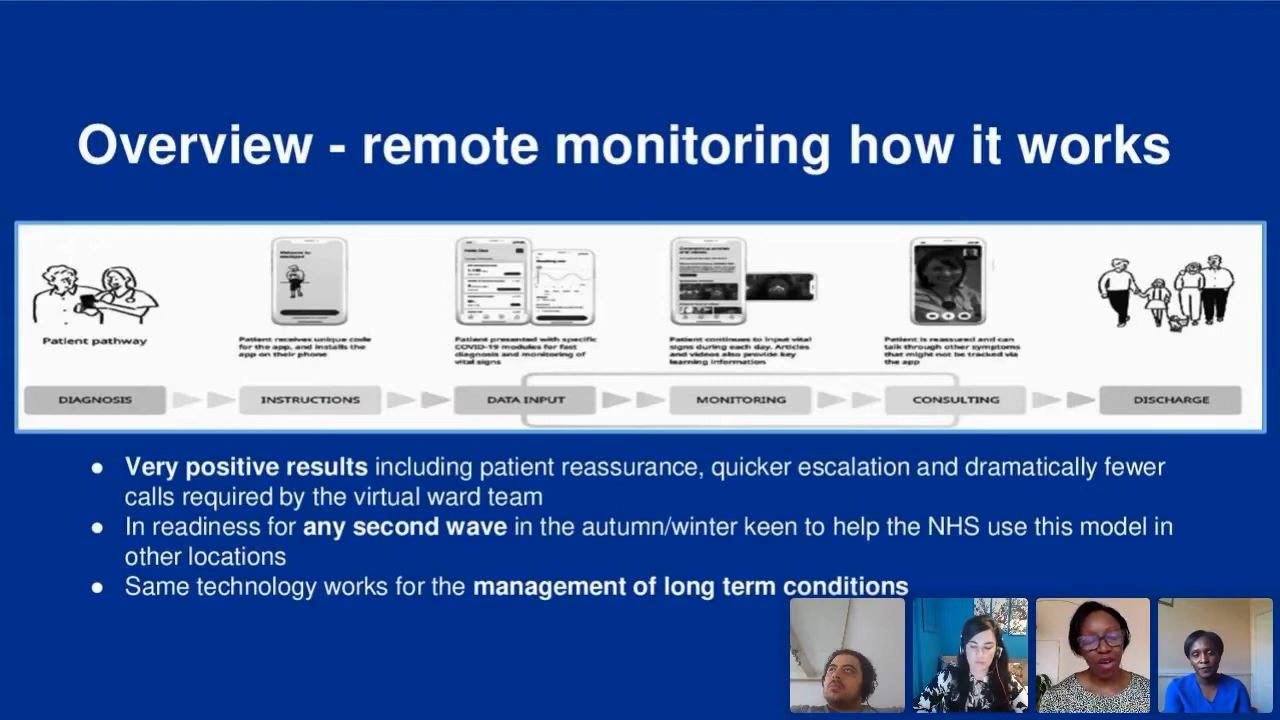 Overview - remote monitoring how it works
Welcome to
Patient pathway
Patient receives unique code
for the app, and installs the
app on their phone
Patient presented with specific
COVID-19 modules for fast
diagnosis and monitoring of
vital signs
Patient continues to input vital
signs during each day. Articles
and videos also provide key
learning information
Patient is reassured and can
talk through other symptoms
that might not be tracked via
the app
DIAGNOSIS
INSTRUCTIONS
DATA INPUT
MONITORING
CONSULTING
DISCHARGE
● Very positive results including patient reassurance, quicker escalation and dramatically fewer
calls required by the virtual ward team
● In readiness for any second wave in the autumn/winter keen to help the NHS use this model in
other locations
● Same technology works for the management of long term conditions